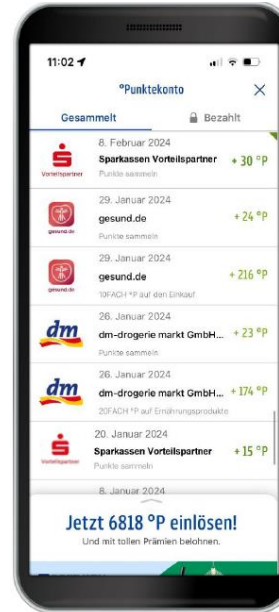 11:02
°Punktekonto
Gesammelt
Bezahlt
8. Februar 2024
Sparkassen Vorteilspartner
+ 30 °P
Vorteilspartner
Punkte sammeln
29. Januar 2024
gesund.de
+ 24 °P
gesund.de
Punkte sammeln
29. Januar 2024
gesund.de
+ 216 °P
gesund.de
10FACH °P auf den Einkauf
26. Januar 2024
dm
dm-drogerie markt GmbH...
+ 23 °P
Punkte sammeln
26. Januar 2024
dm
dm-drogerie markt GmbH...
+ 174 °P
20FACH °P auf Ernährungsprodukte
20. Januar 2024
Sparkassen Vorteilspartner
+ 15 °P
Vorteilspartner
Punkte sammeln
8. Januar 2024
Jetzt 6818 °P einlösen!
Und mit tollen Prämien belohnen.